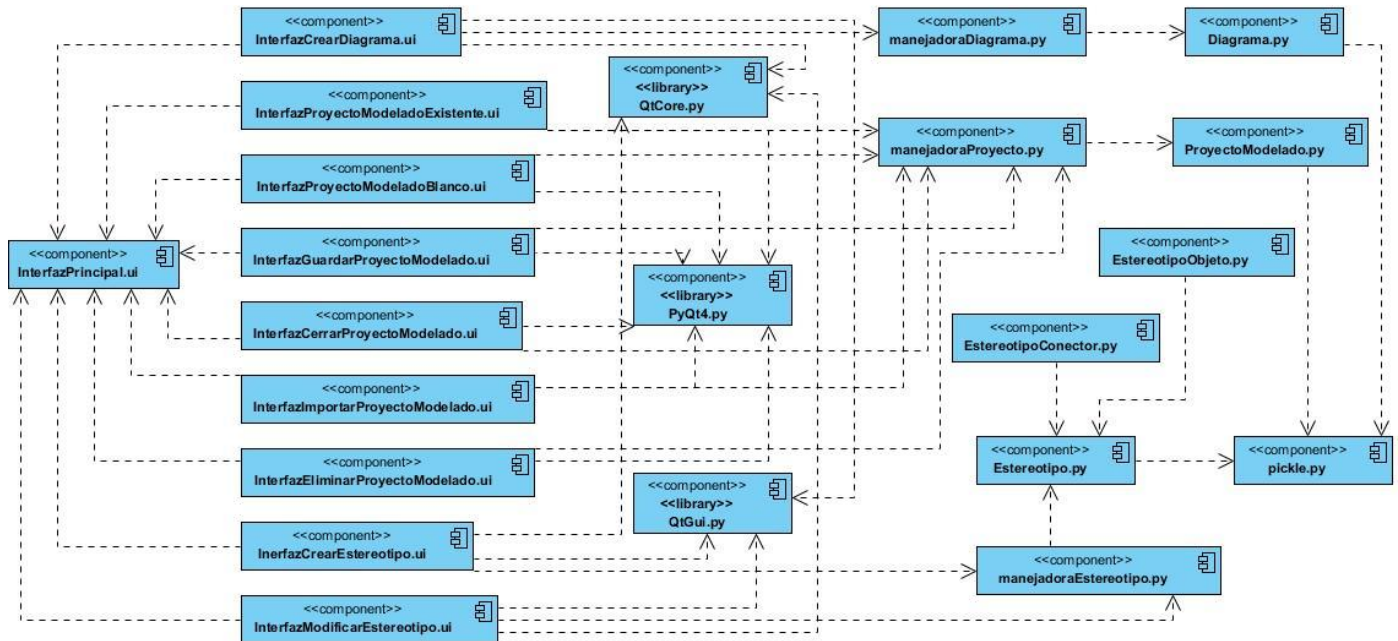 <<component>>
InterfazCrearDiagrama.ui
<<component>>
manejadoraDiagrama.py
<<component>>
Diagrama.py
<<component>>
<<library>>
QtCore.py
<<component>>
InterfazProyectoModeladoExistente.ui
<<component>>
manejadoraProyecto.py
<<component>>
ProyectoModelado.py
<<component>>
InterfazProyectoModeladoBlanco.ui
<<component>>
InterfazPrincipal.ui
<<component>>
InterfazGuardarProyectoModelado.ui
<<component>>
EstereotipoObjeto.py
<<component>>
<<library>>
PyQt4.py
<<component>>
InterfazCerrarProyectoModelado.ui
<<component>>
EstereotipoConector.py
<<component>>
InterfazImportarProyectoModelado.ui
<<component>>
InterfazEliminarProyectoModelado.ui
<<component>>
Estereotipo.py
<<component>>
pickle.py
<<component>>
<<library>>
QtGui.py
<<component>>
InerfazCrearEstereotipo.ui
<<component>>
manejadoraEstereotipo.py
<<component>>
InterfazModificarEstereotipo.ui